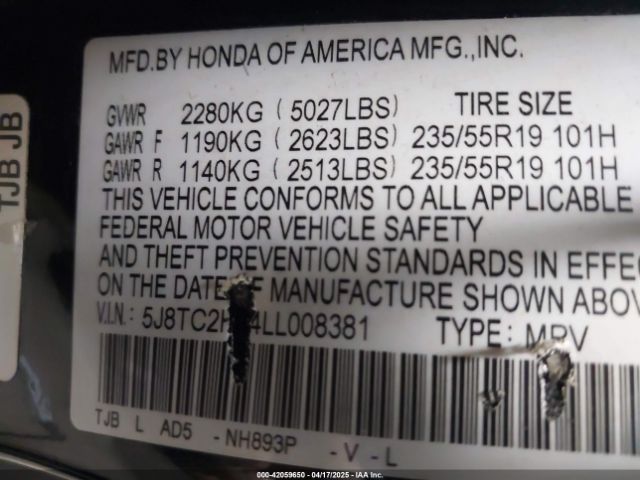 MFD.BY HONDA OF AMERICA MFG.,INC.
GVWR 2280KG (5027LBS) TIRE SIZE
GAWR F 1190KG (2623LBS) 235/55R19 101H
GAWR R 1140KG (2513LBS) 235/55R19 101H
THIS VEHICLE CONFORMS TO ALL APPLICABLE
FEDERAL MOTOR VEHICLE SAFETY
AND THEFT PREVENTION STANDARDS IN EFFEC
ON THE DATE OF MANUFACTURE SHOWN ABOV
V.I.N.: TYPE: MPV
TJB L AD5 -NH893P -V-L
TJB JB
000-42059650 04/17/2025 IAA Holdings, LLC.